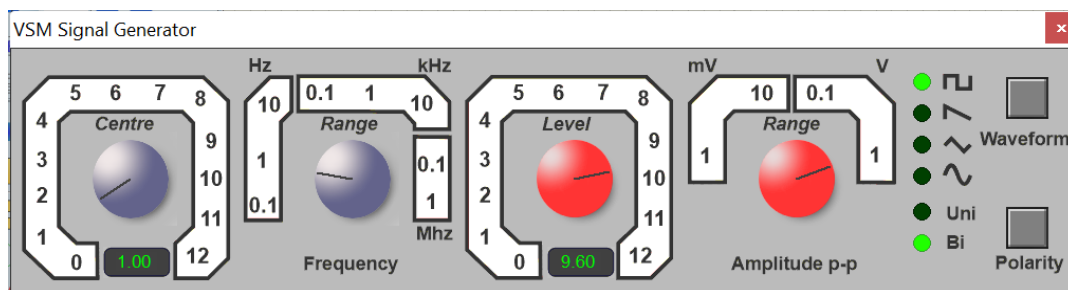 VSM Signal Generator
×
Hz kHz mV V
5 6 7 8 4 3 2 1 0 9 10 11 12
Centre
1.00
10 1 0.1
0.1 1 10
Range
0.1 1
Mhz
Frequency
5 6 7 8 4 3 2 1 0 9 10 11 12
Level
9.60
10 1
0.1 1
Range
Amplitude p-p
Waveform
Uni
Bi
Polarity